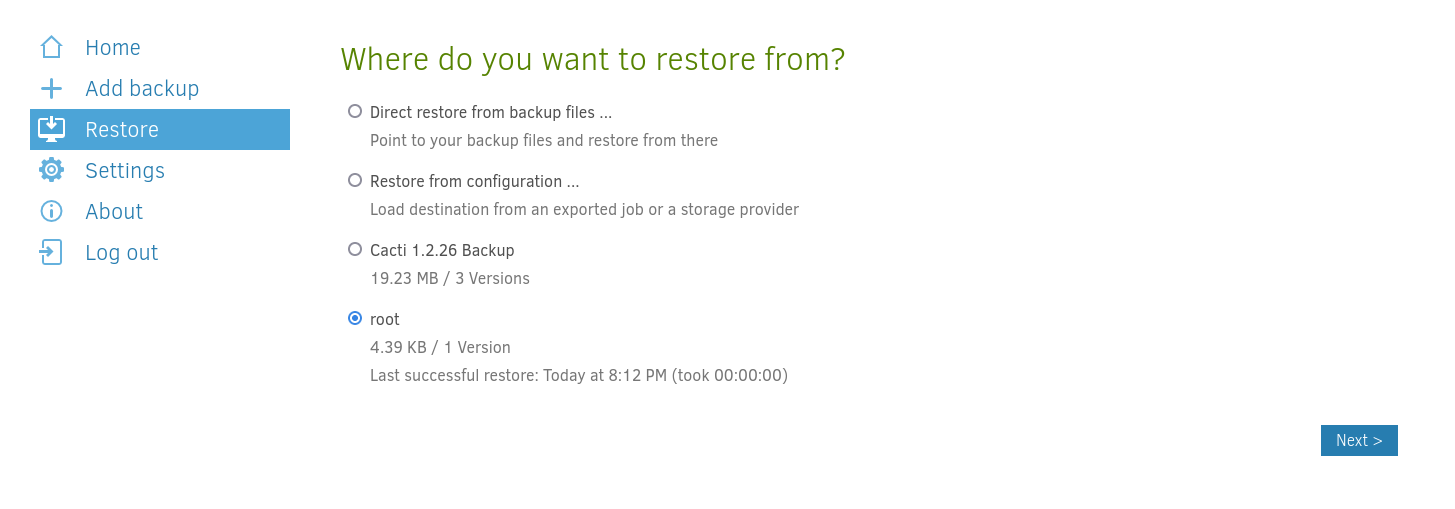 Home
Add backup
Restore
Settings
About
Log out
Where do you want to restore from?
Direct restore from backup files ...
Point to your backup files and restore from there
Restore from configuration ...
Load destination from an exported job or a storage provider
Cacti 1.2.26 Backup
19.23 MB / 3 Versions
root
4.39 KB / 1 Version
Last successful restore: Today at 8:12 PM (took 00:00:00)
Next >